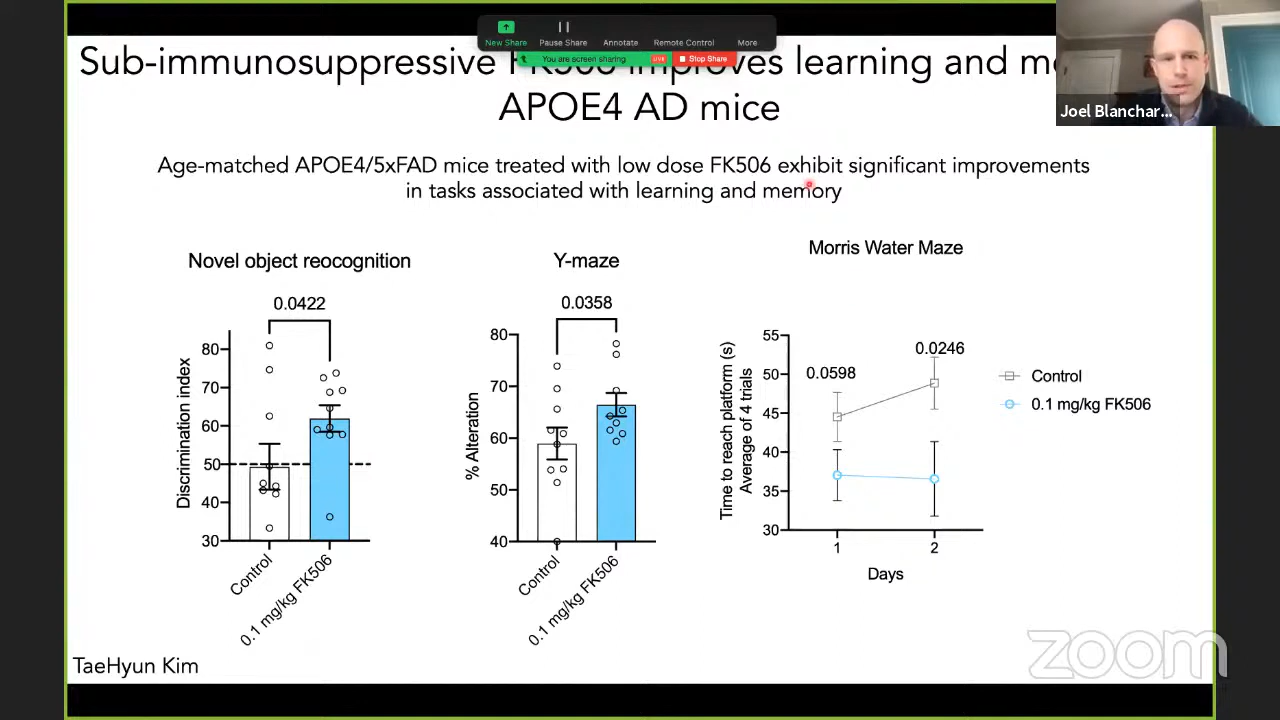 New Share
Pause Share
Annotate
Remote Control
More
You are screen sharing
LIVE
Stop Share
Joel Blanchar...
Sub-immunosuppressive FK506 improves learning and
APOE4 AD mice
Age-matched APOE4/5xFAD mice treated with low dose FK506 exhibit significant improvements
in tasks associated with learning and memory
Novel object reocognition
0.0422
Discrimination index
80
70
60
50
40
30
Control
0.1 mg/kg FK506
Y-maze
0.0358
% Alteration
80
70
60
50
40
Control
0.1 mg/kg FK506
Morris Water Maze
Time to reach platform (s)
Average of 4 trials
55
50
45
40
35
30
0.0598
0.0246
1
2
Days
Control
0.1 mg/kg FK506
TaeHyun Kim
zoom